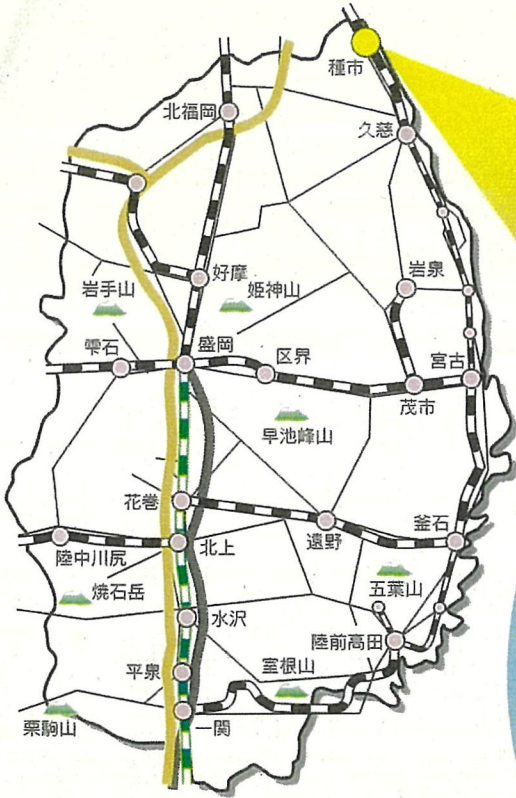 種市
北福岡
久慈
好摩
岩泉
岩手山
姫神山
雫石
盛岡
区界
宮古
茂市
早池峰山
花巻
遠野
釜石
陸中川尻
北上
焼石岳
五葉山
水沢
陸前高田
平泉
室根山
栗駒山
一関